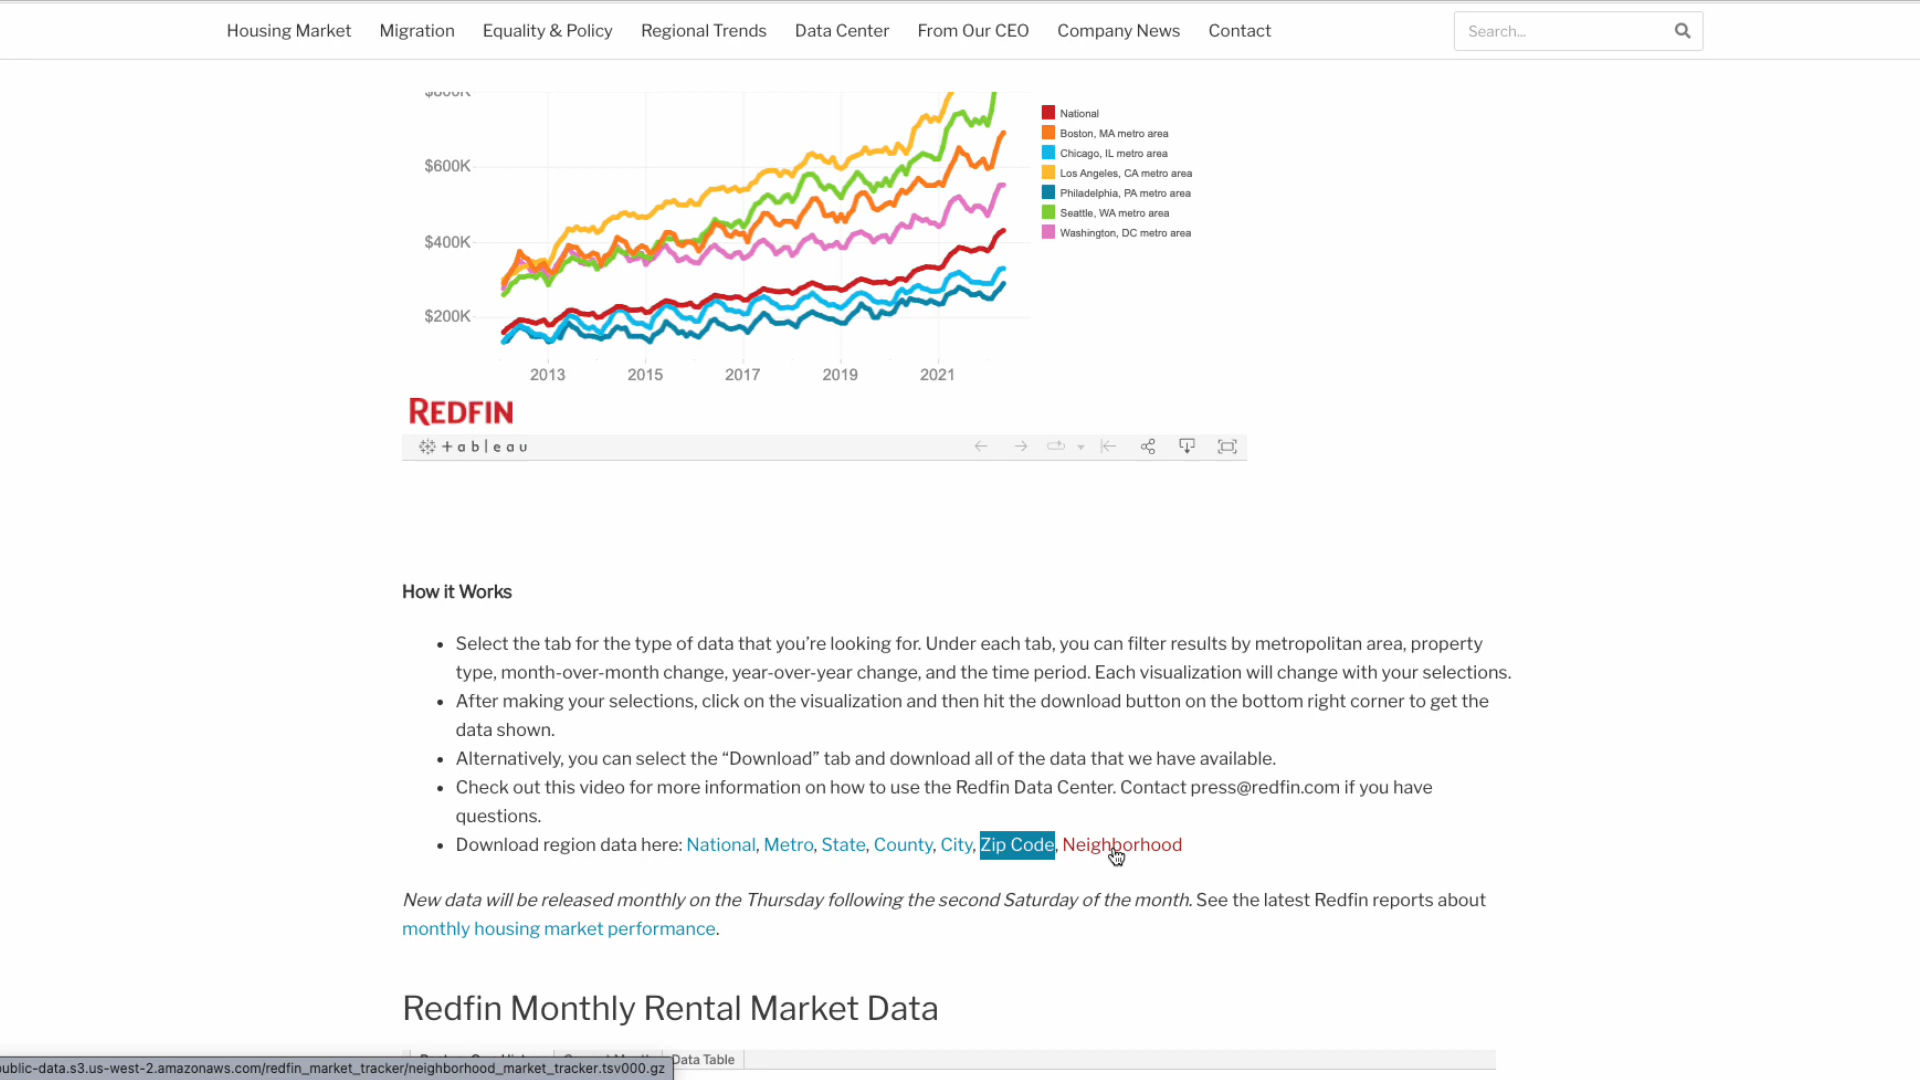 Housing Market Migration Equality & Policy Regional Trends Data Center From Our CEO Company News Contact Search...
$800K
$600K
$400K
$200K
2013 2015 2017 2019 2021
National
Boston, MA metro area
Chicago, IL metro area
Los Angeles, CA metro area
Philadelphia, PA metro area
Seattle, WA metro area
Washington, DC metro area
REDFIN
+ableau
How it Works
• Select the tab for the type of data that you’re looking for. Under each tab, you can filter results by metropolitan area, property
type, month-over-month change, year-over-year change, and the time period. Each visualization will change with your selections.
• After making your selections, click on the visualization and then hit the download button on the bottom right corner to get the
data shown.
• Alternatively, you can select the “Download” tab and download all of the data that we have available.
• Check out this video for more information on how to use the Redfin Data Center. Contact press@redfin.com if you have
questions.
• Download region data here: National, Metro, State, County, City, Zip Code, Neighborhood
New data will be released monthly on the Thursday following the second Saturday of the month. See the latest Redfin reports about
monthly housing market performance.
Redfin Monthly Rental Market Data
Data Table
ublic-data.s3.us-west-2.amazonaws.com/redfin_market_tracker/neighborhood_market_tracker.tsv000.gz